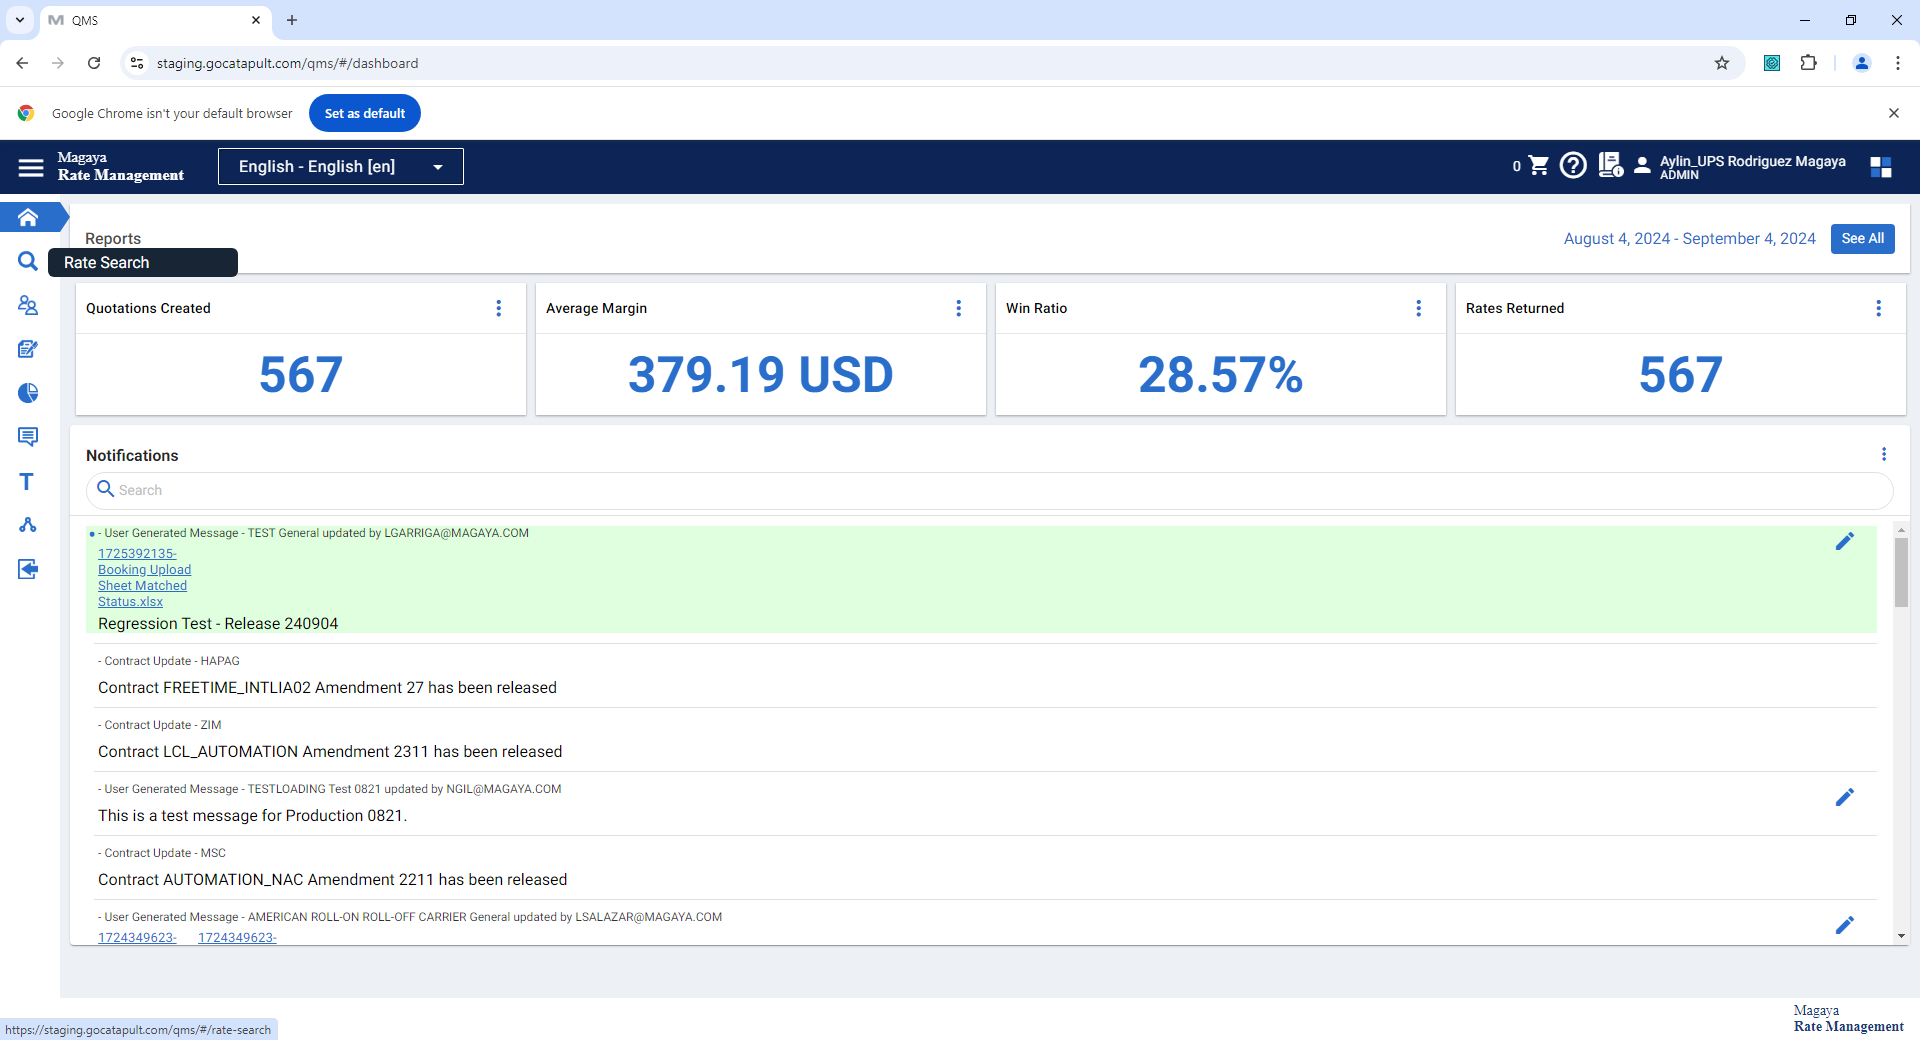 QMS
staging.gocatapult.com/qms/#/dashboard
Google Chrome isn't your default browser
Set as default
Magaya
Rate Management
English - English [en]
0
Aylin_UPS Rodriguez Magaya
ADMIN
Reports
August 4, 2024 - September 4, 2024
See All
Rate Search
Quotations Created
567
Average Margin
379.19 USD
Win Ratio
28.57%
Rates Returned
567
Notifications
Search
- User Generated Message - TEST General updated by LGARRIGA@MAGAYA.COM
1725392135-
Booking Upload
Sheet Matched
Status.xlsx
Regression Test - Release 240904
- Contract Update - HAPAG
Contract FREETIME_INTLIA02 Amendment 27 has been released
- Contract Update - ZIM
Contract LCL_AUTOMATION Amendment 2311 has been released
- User Generated Message - TESTLOADING Test 0821 updated by NGIL@MAGAYA.COM
This is a test message for Production 0821.
- Contract Update - MSC
Contract AUTOMATION_NAC Amendment 2211 has been released
- User Generated Message - AMERICAN ROLL-ON ROLL-OFF CARRIER General updated by LSALAZAR@MAGAYA.COM
1724349623- 1724349623-
Magaya
Rate Management
https://staging.gocatapult.com/qms/#/rate-search